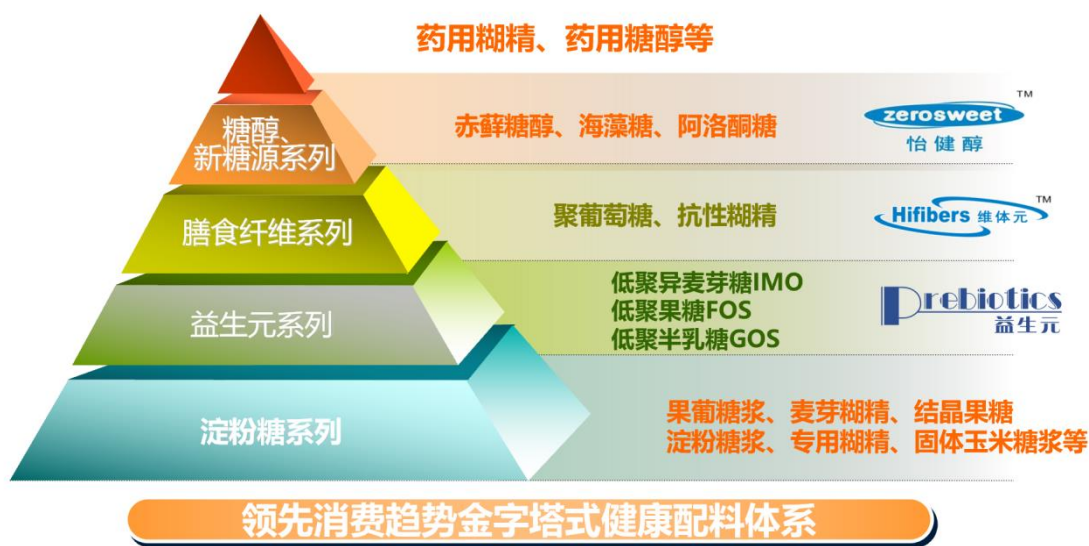 药用糊精、药用糖醇等
糖醇、
新糖源系列
赤藓糖醇、海藻糖、阿洛酮糖
zerosweet
TM
怡健醇
膳食纤维系列
聚葡萄糖、抗性糊精
Hifibers 维体元
TM
益生元系列
低聚异麦芽糖IMO
低聚果糖FOS
低聚半乳糖GOS
Prebiotics
益生元
淀粉糖系列
果葡糖浆、麦芽糊精、结晶果糖
淀粉糖浆、专用糊精、固体玉米糖浆等
领先消费趋势金字塔式健康配料体系